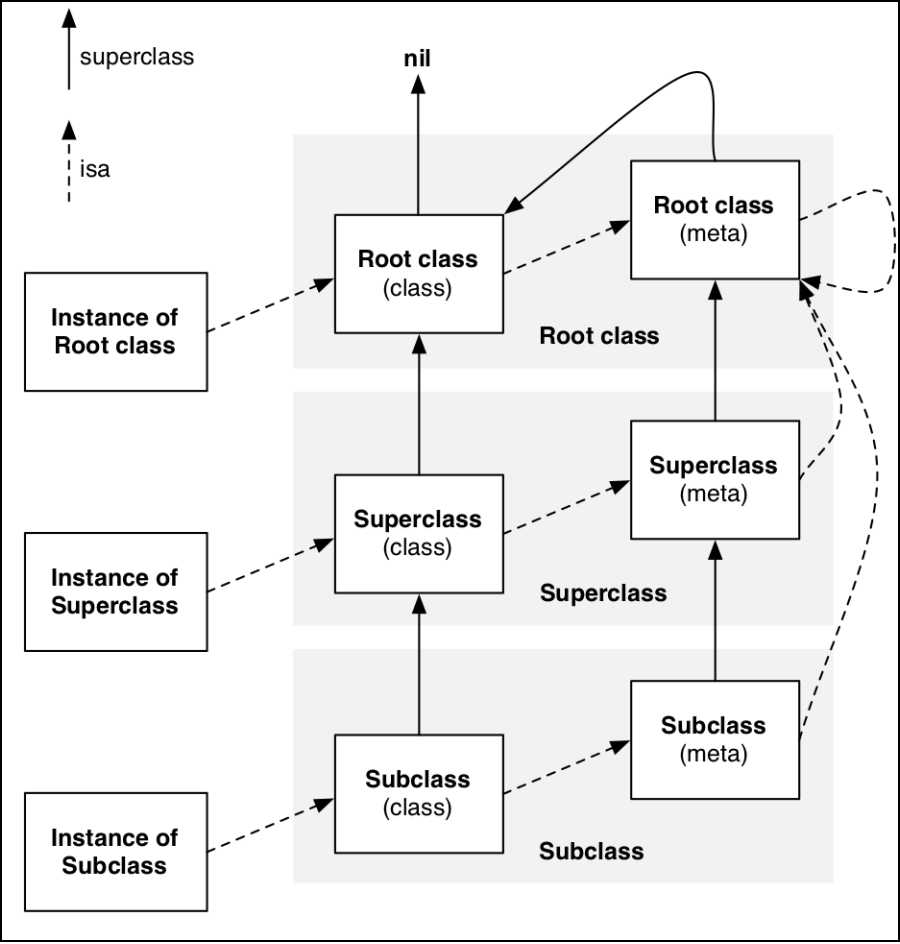 superclass
isa
nil
Root class
(meta)
Root class
(class)
Instance of
Root class
Root class
Superclass
(meta)
Superclass
(class)
Instance of
Superclass
Superclass
Subclass
(meta)
Subclass
(class)
Instance of
Subclass
Subclass